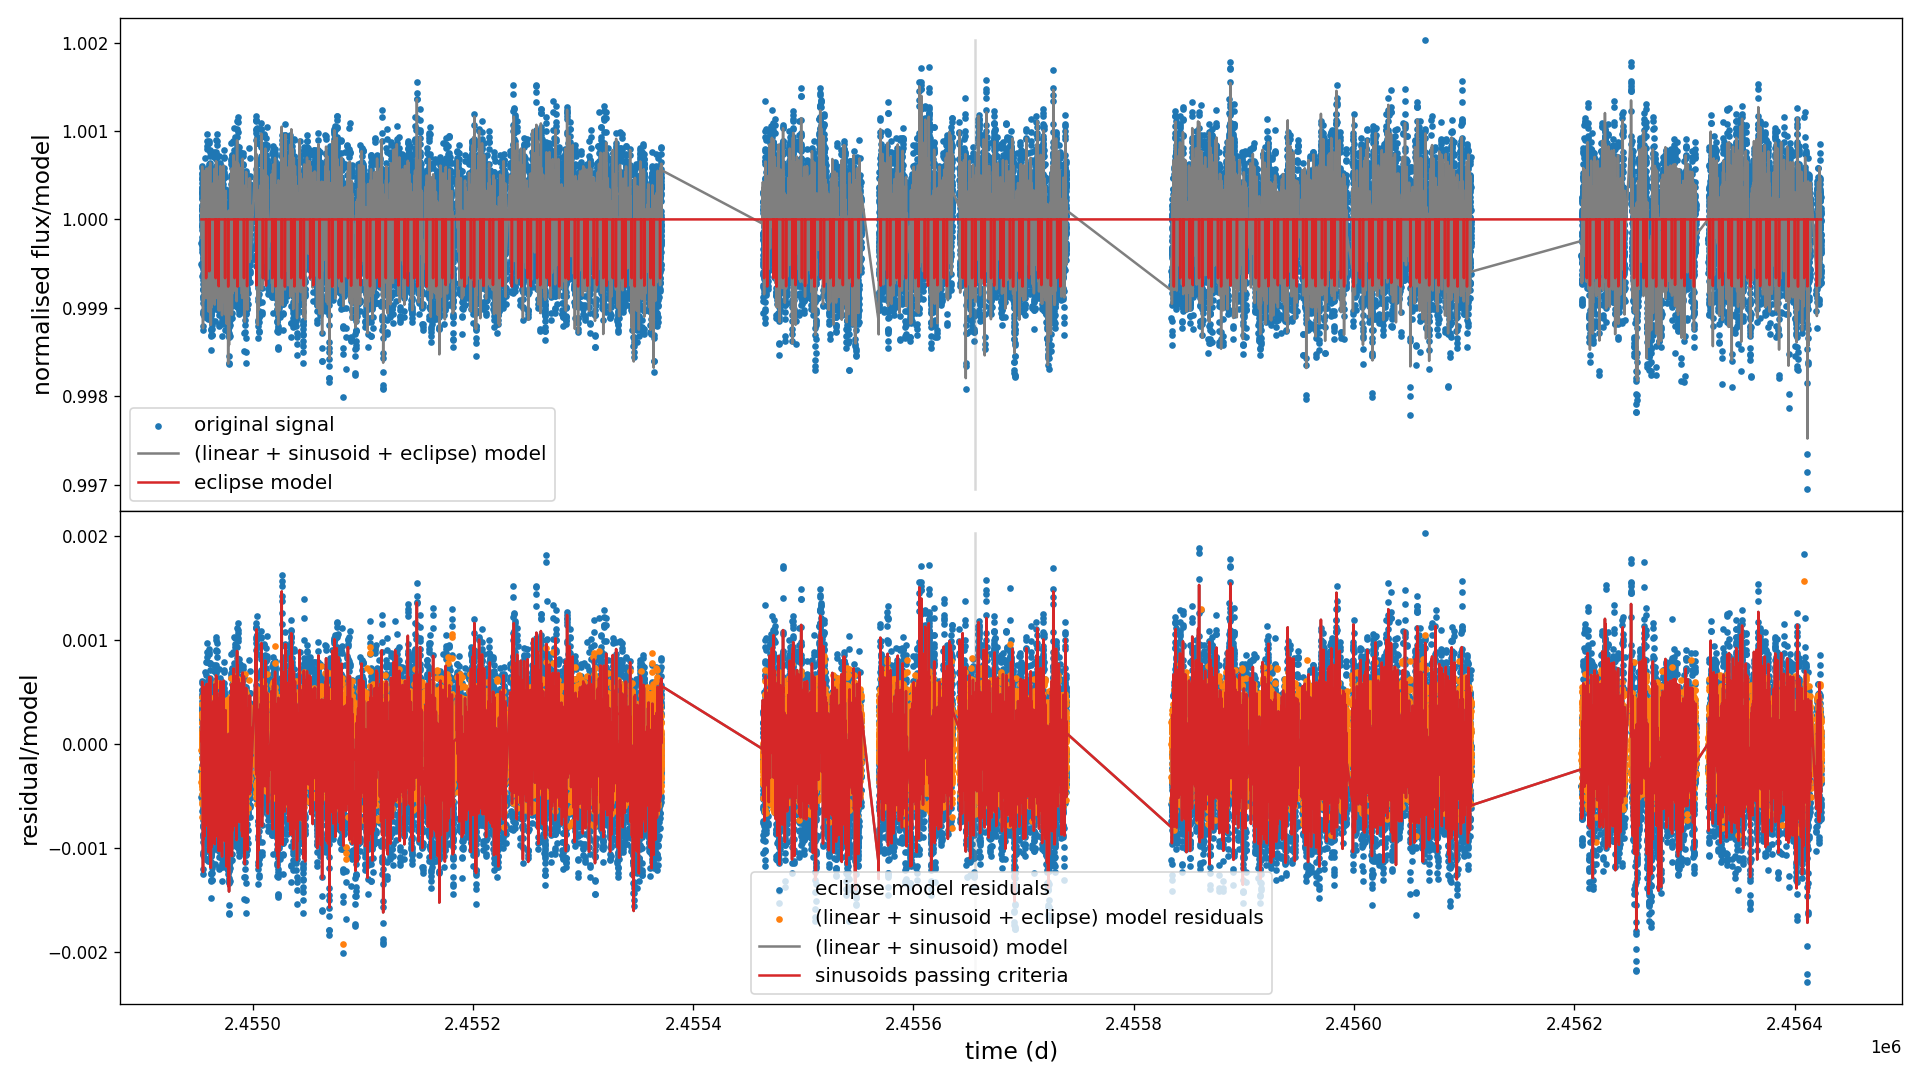 1.002
1.001
1.000
0.999
0.998
0.997
normalised flux/model
original signal
(linear + sinusoid + eclipse) model
eclipse model
0.002
0.001
0.000
−0.001
−0.002
residual/model
eclipse model residuals
(linear + sinusoid + eclipse) model residuals
(linear + sinusoid) model
sinusoids passing criteria
2.4550 2.4552 2.4554 2.4556 2.4558 2.4560 2.4562 2.4564
time (d)
1e6